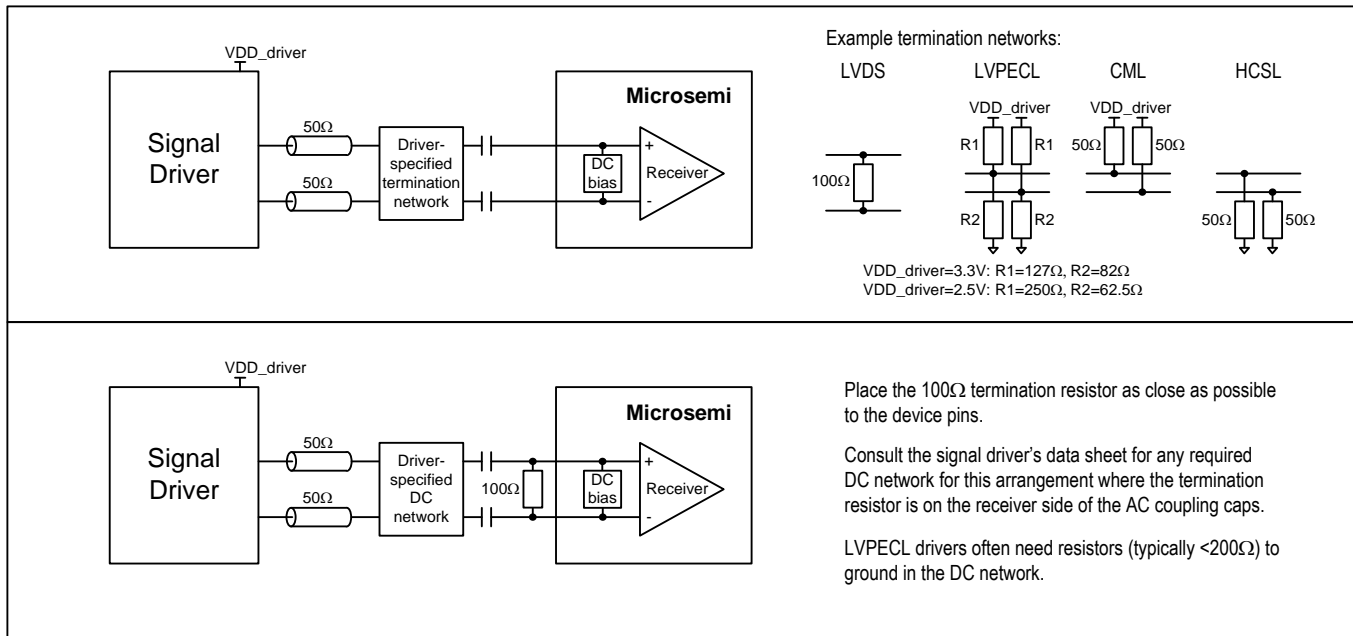 VDD_driver
Signal
Driver
50Ω
50Ω
Driver-
specified
termination
network
Microsemi
DC
bias
+
-
Receiver
Example termination networks:
LVDS
100Ω
LVPECL
VDD_driver
R1
R1
R2
R2
CML
VDD_driver
50Ω
50Ω
HCSL
50Ω
50Ω
VDD_driver=3.3V: R1=127Ω, R2=82Ω
VDD_driver=2.5V: R1=250Ω, R2=62.5Ω
VDD_driver
Signal
Driver
50Ω
50Ω
Driver-
specified
DC
network
100Ω
Microsemi
DC
bias
+
-
Receiver
Place the 100Ω termination resistor as close as possible
to the device pins.
Consult the signal driver's data sheet for any required
DC network for this arrangement where the termination
resistor is on the receiver side of the AC coupling caps.
LVPECL drivers often need resistors (typically <200Ω) to
ground in the DC network.